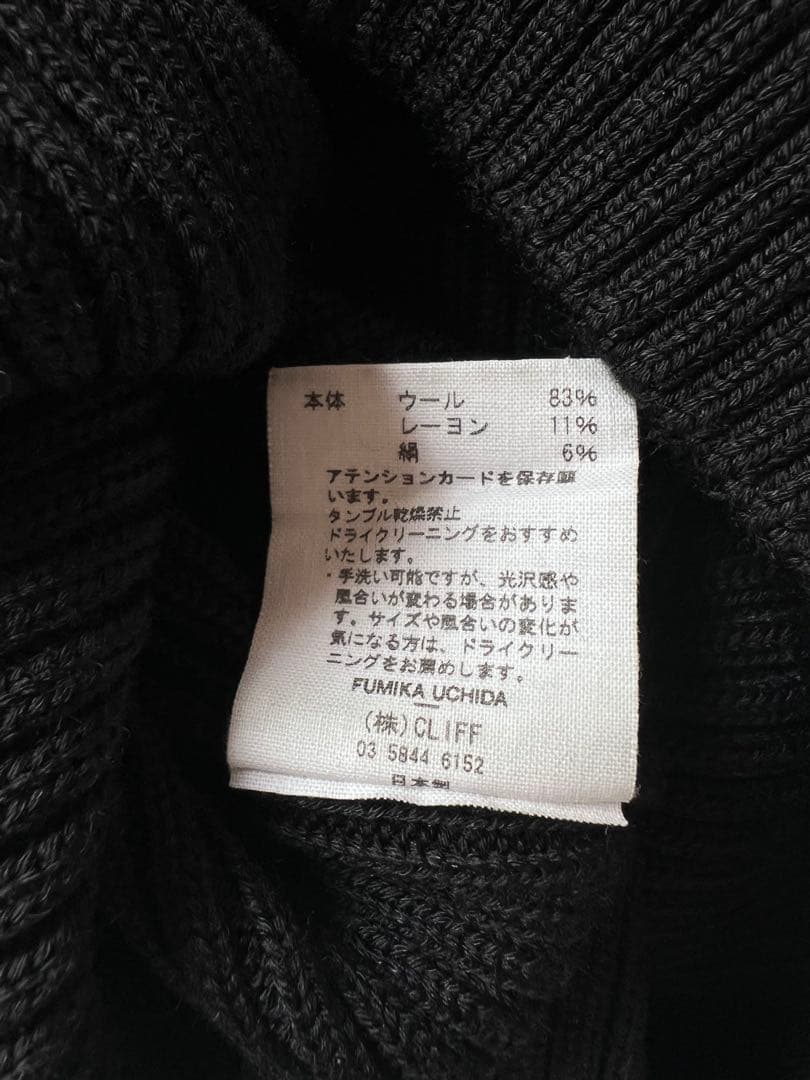 本体 ウール 83%
レーヨン 11%
絹 6%
アテンションカードを保存願
います。
タンブル乾燥禁止
ドライクリーニングをおすすめ
いたします。
・手洗い可能ですが、光沢感や
風合いが変わる場合がありま
す。サイズや風合いの変化が
気になる方は、ドライクリー
ニングをお薦めします。
FUMIKA UCHIDA
(株)CLIFF
03 5844 6152
日本製